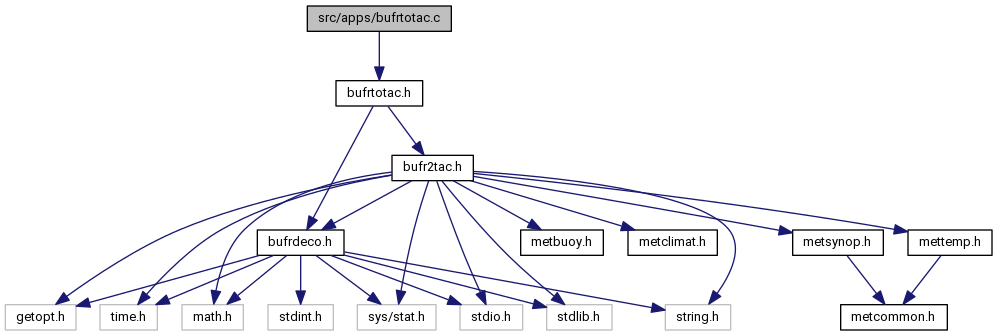 src/apps/bufrtotac.c
bufrtotac.h
bufr2tac.h
bufrdeco.h
metbuoy.h
metclimat.h
metsynop.h
mettemp.h
getopt.h
time.h
math.h
stdint.h
sys/stat.h
stdio.h
stdlib.h
string.h
metcommon.h